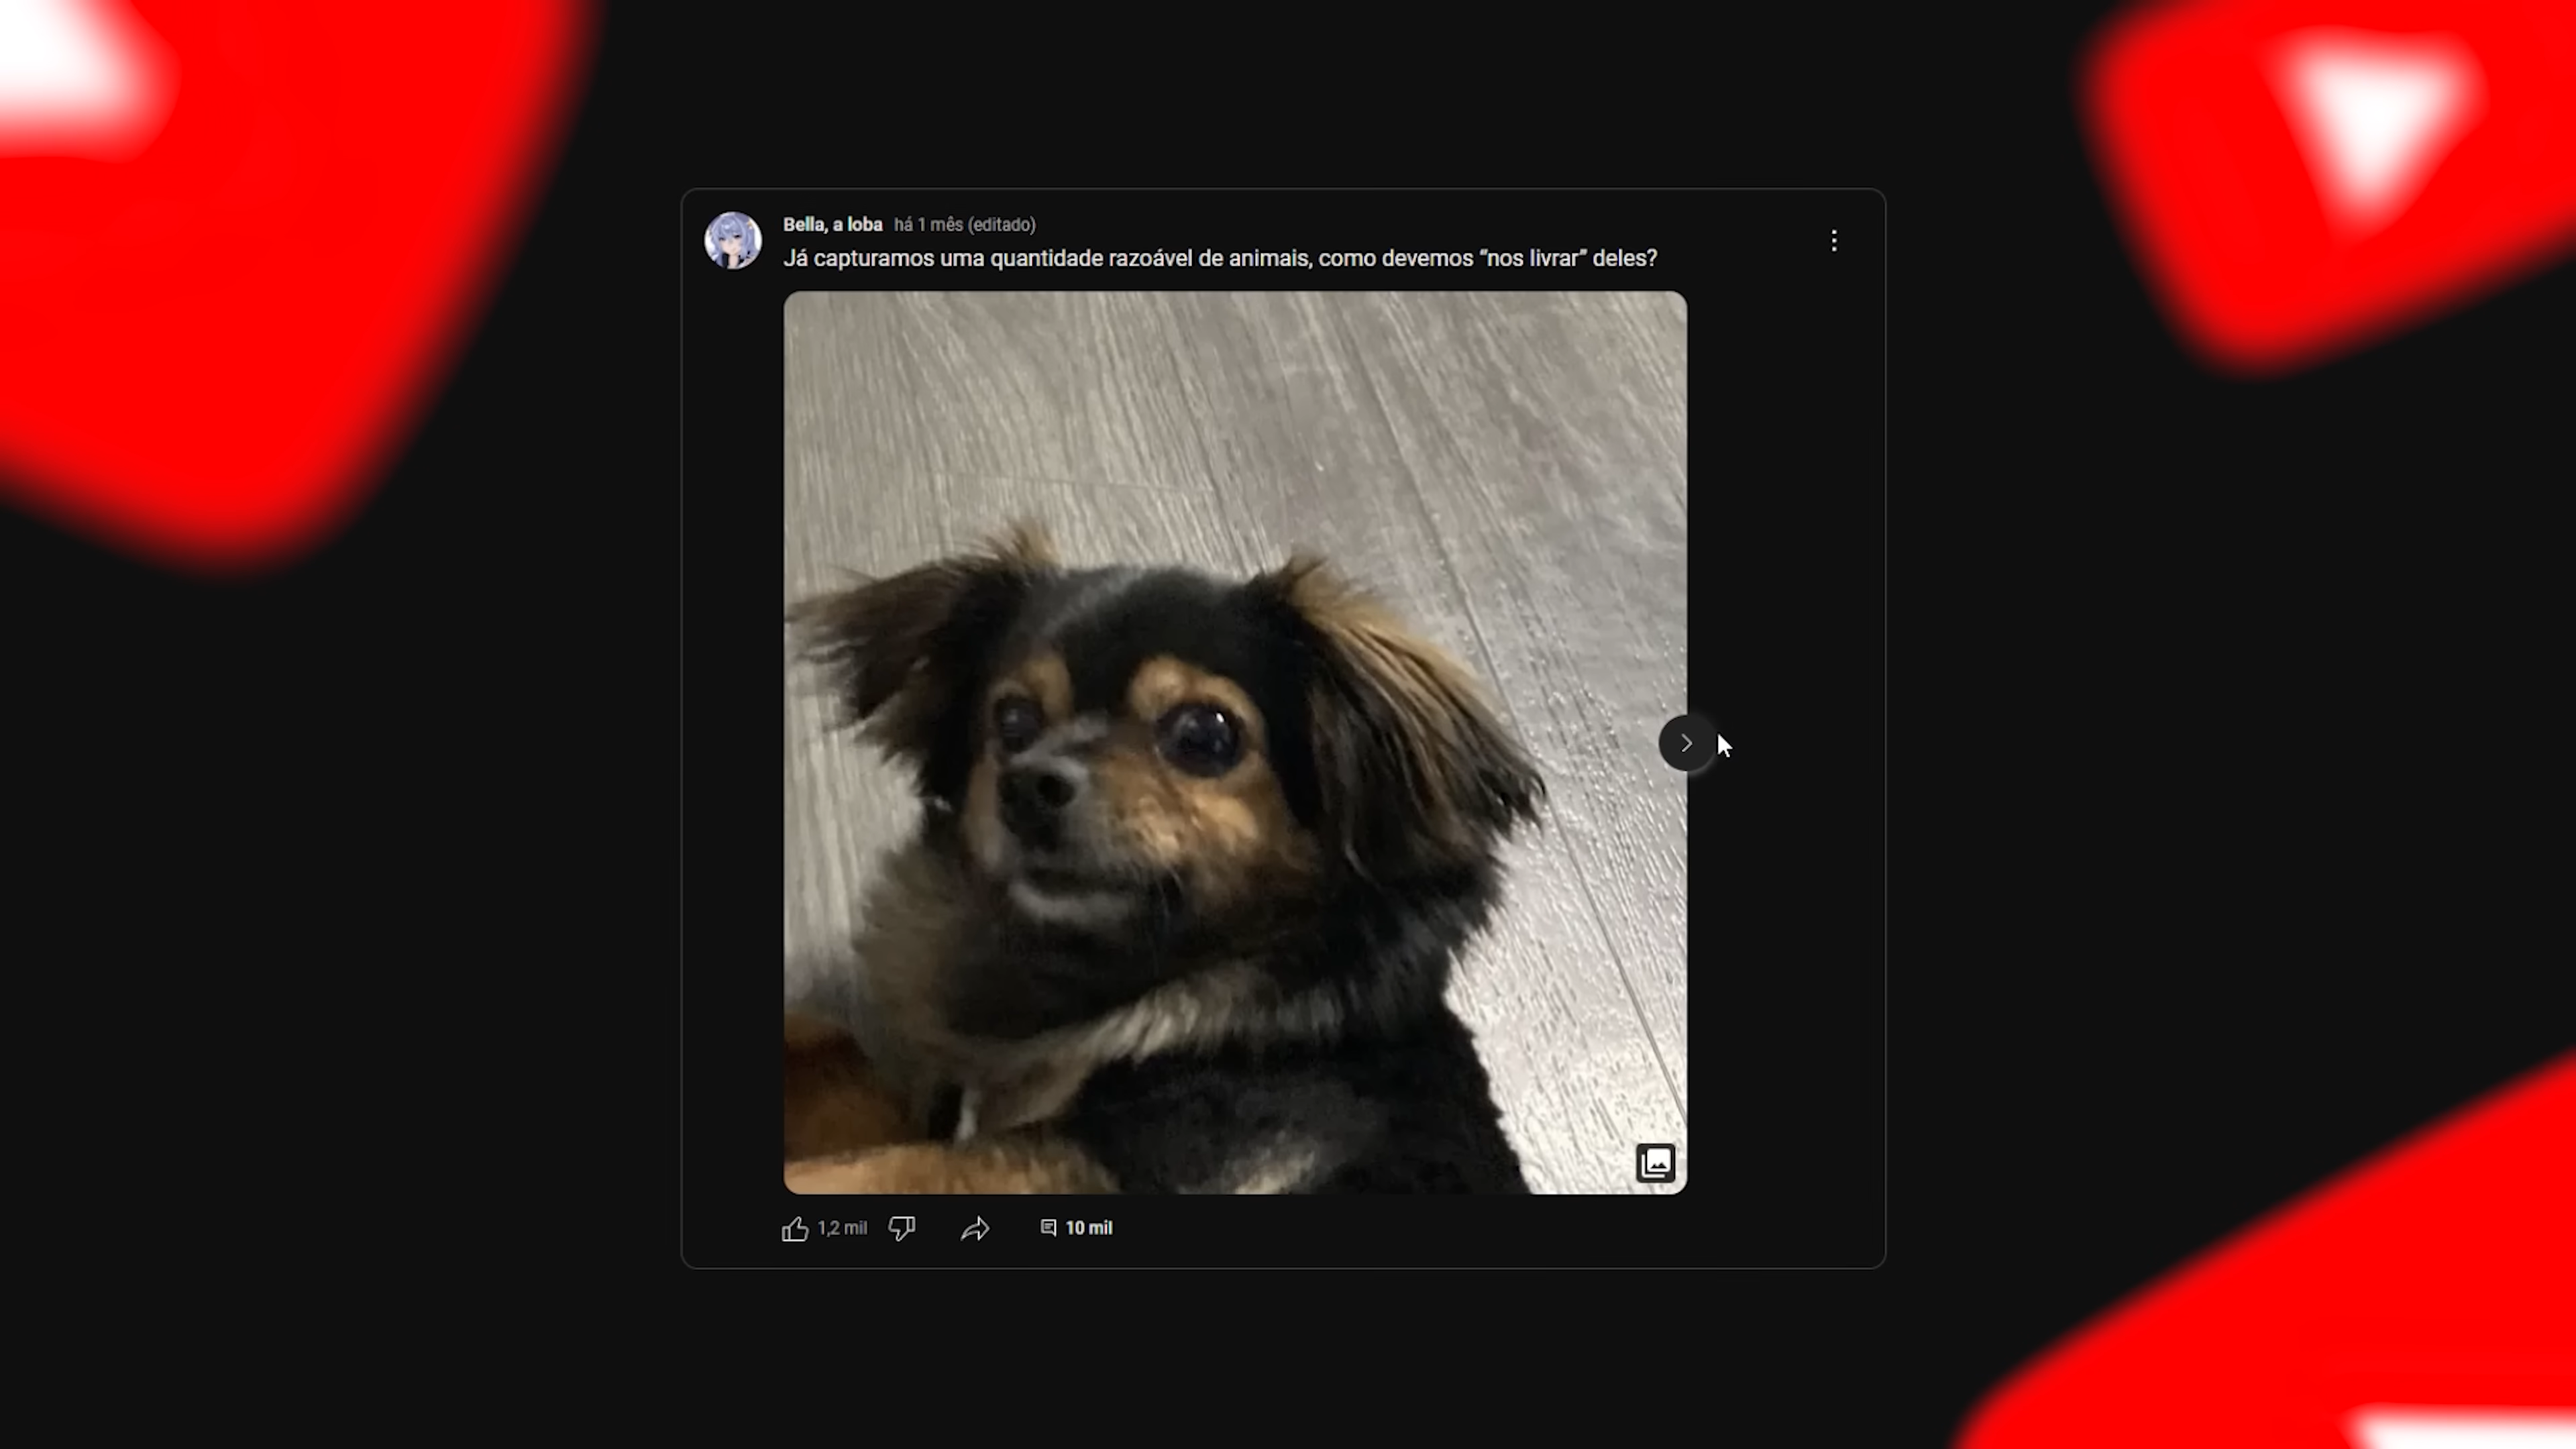 Bella, a loba há 1 mês (editado)
Já capturamos uma quantidade razoável de animais, como devemos “nos livrar” deles?
1,2 mil 10 mil